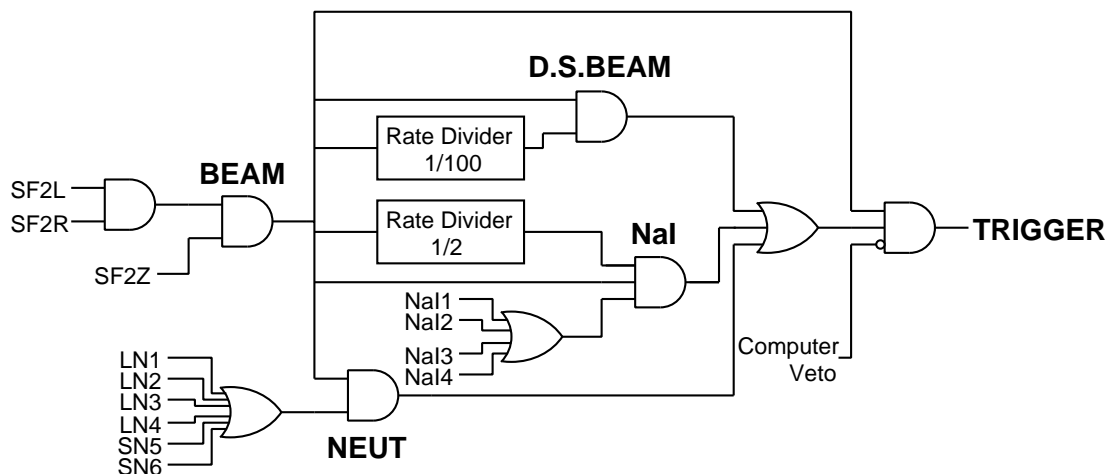 D.S.BEAM
Rate Divider
1/100
BEAM
SF2L
SF2R
SF2Z
Rate Divider
1/2
NaI
TRIGGER
NaI1
NaI2
NaI3
NaI4
Computer
Veto
LN1
LN2
LN3
LN4
SN5
SN6
NEUT